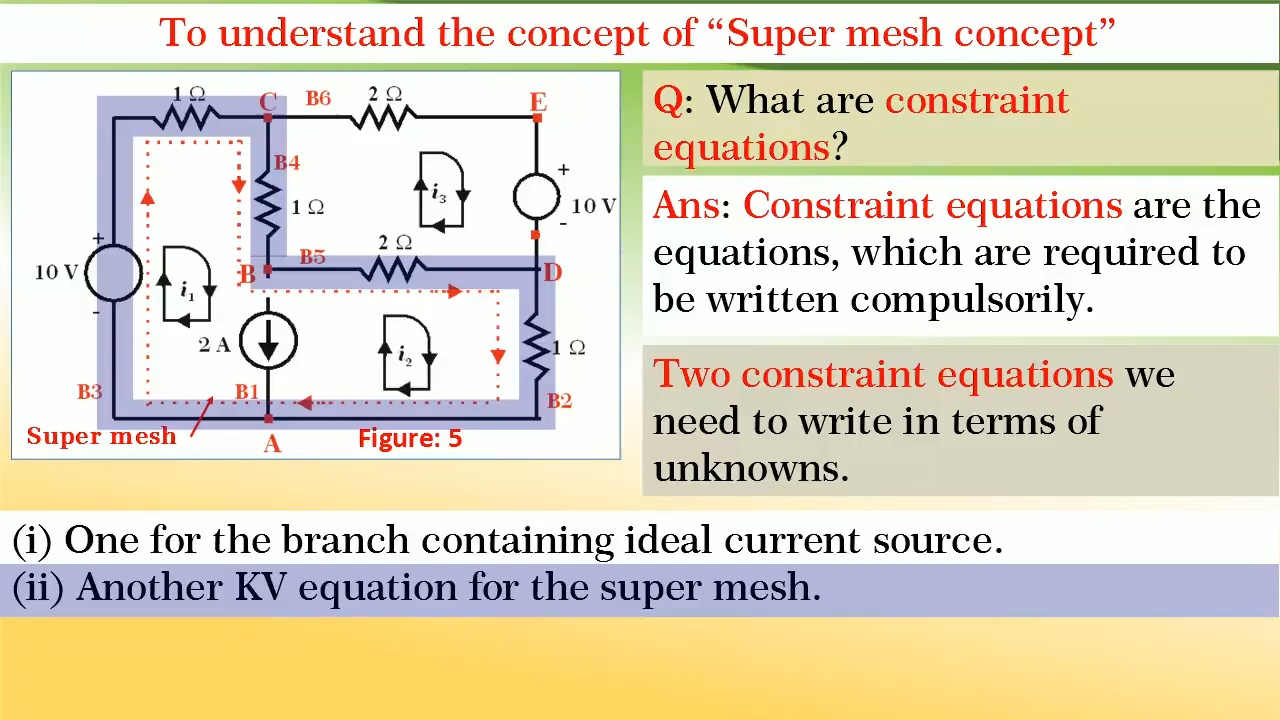 To understand the concept of “Super mesh concept”
1 Ω
C
B6
2 Ω
E
B4
1 Ω
i3
+
10 V
-
+
10 V
-
i1
B
B5
2 Ω
D
2 A
i2
1 Ω
B3
B1
B2
Super mesh
A
Figure: 5
Q: What are constraint
equations?
Ans: Constraint equations are the
equations, which are required to
be written compulsorily.
Two constraint equations we
need to write in terms of
unknowns.
(i) One for the branch containing ideal current source.
(ii) Another KV equation for the super mesh.